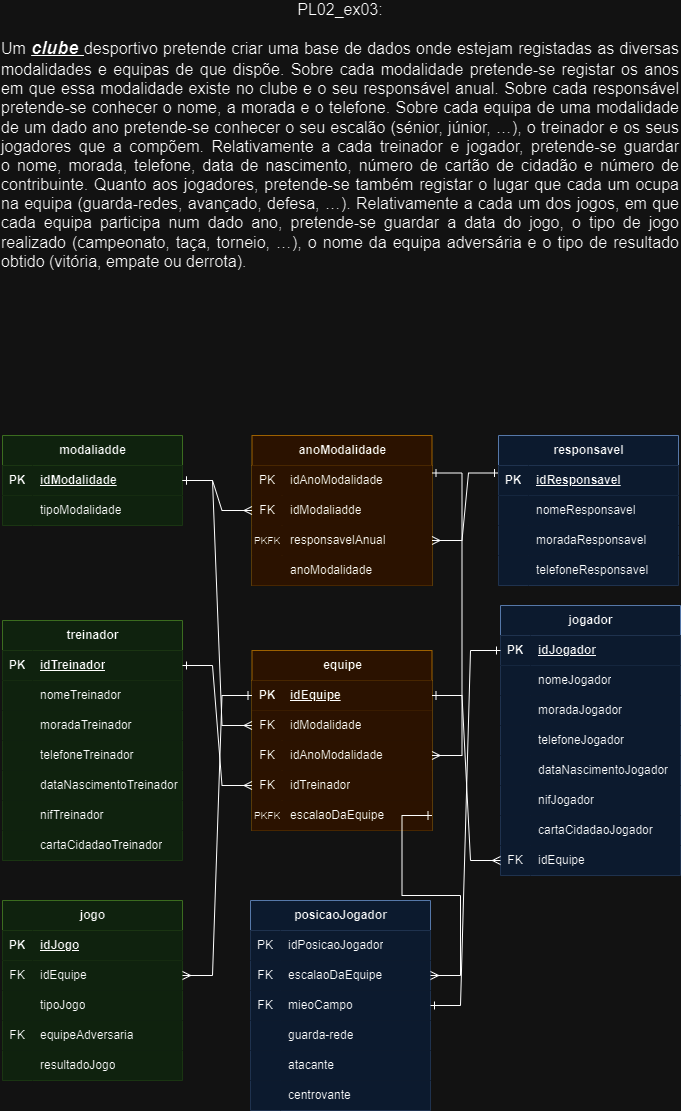 PL02_ex03:
Um clube desportivo pretende criar uma base de dados onde estejam registadas as diversas
modalidades e equipas de que dispõe. Sobre cada modalidade pretende-se registar os anos
em que essa modalidade existe no clube e o seu responsável anual. Sobre cada responsável
pretende-se conhecer o nome, a morada e o telefone. Sobre cada equipa de uma modalidade
de um dado ano pretende-se conhecer o seu escalão (sénior, júnior, …), o treinador e os seus
jogadores que a compõem. Relativamente a cada treinador e jogador, pretende-se guardar
o nome, morada, telefone, data de nascimento, número de cartão de cidadão e número de
contribuinte. Quanto aos jogadores, pretende-se também registar o lugar que cada um ocupa
na equipa (guarda-redes, avançado, defesa, …). Relativamente a cada um dos jogos, em que
cada equipa participa num dado ano, pretende-se guardar a data do jogo, o tipo de jogo
realizado (campeonato, taça, torneio, …), o nome da equipa adversária e o tipo de resultado
obtido (vitória, empate ou derrota).
modaliadde
PK idModalidade
tipoModalidade
anoModalidade
PK idAnoModalidade
FK idModaliadde
PKFK responsavelAnual
anoModalidade
responsavel
PK idResponsavel
nomeResponsavel
moradaResponsavel
telefoneResponsavel
treinador
PK idTreinador
nomeTreinador
moradaTreinador
telefoneTreinador
dataNascimentoTreinador
nifTreinador
cartaCidadaoTreinador
equipe
PK idEquipe
FK idModalidade
FK idAnoModalidade
FK idTreinador
PKFK escalaoDaEquipe
jogador
PK idJogador
nomeJogador
moradaJogador
telefoneJogador
dataNascimentoJogador
nifJogador
cartaCidadaoJogador
FK idEquipe
jogo
PK idJogo
FK idEquipe
tipoJogo
FK equipeAdversaria
resultadoJogo
posicaoJogador
PK idPosicaoJogador
FK escalaoDaEquipe
FK mieoCampo
guarda-rede
atacante
centrovante